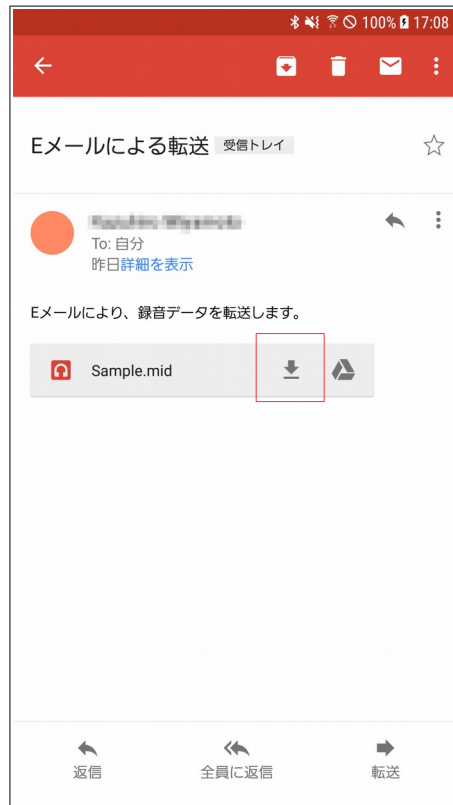 100% 17:08
Eメールによる転送 受信トレイ
To: 自分
昨日詳細を表示
Eメールにより、録音データを転送します。
Sample.mid
返信 全員に返信 転送